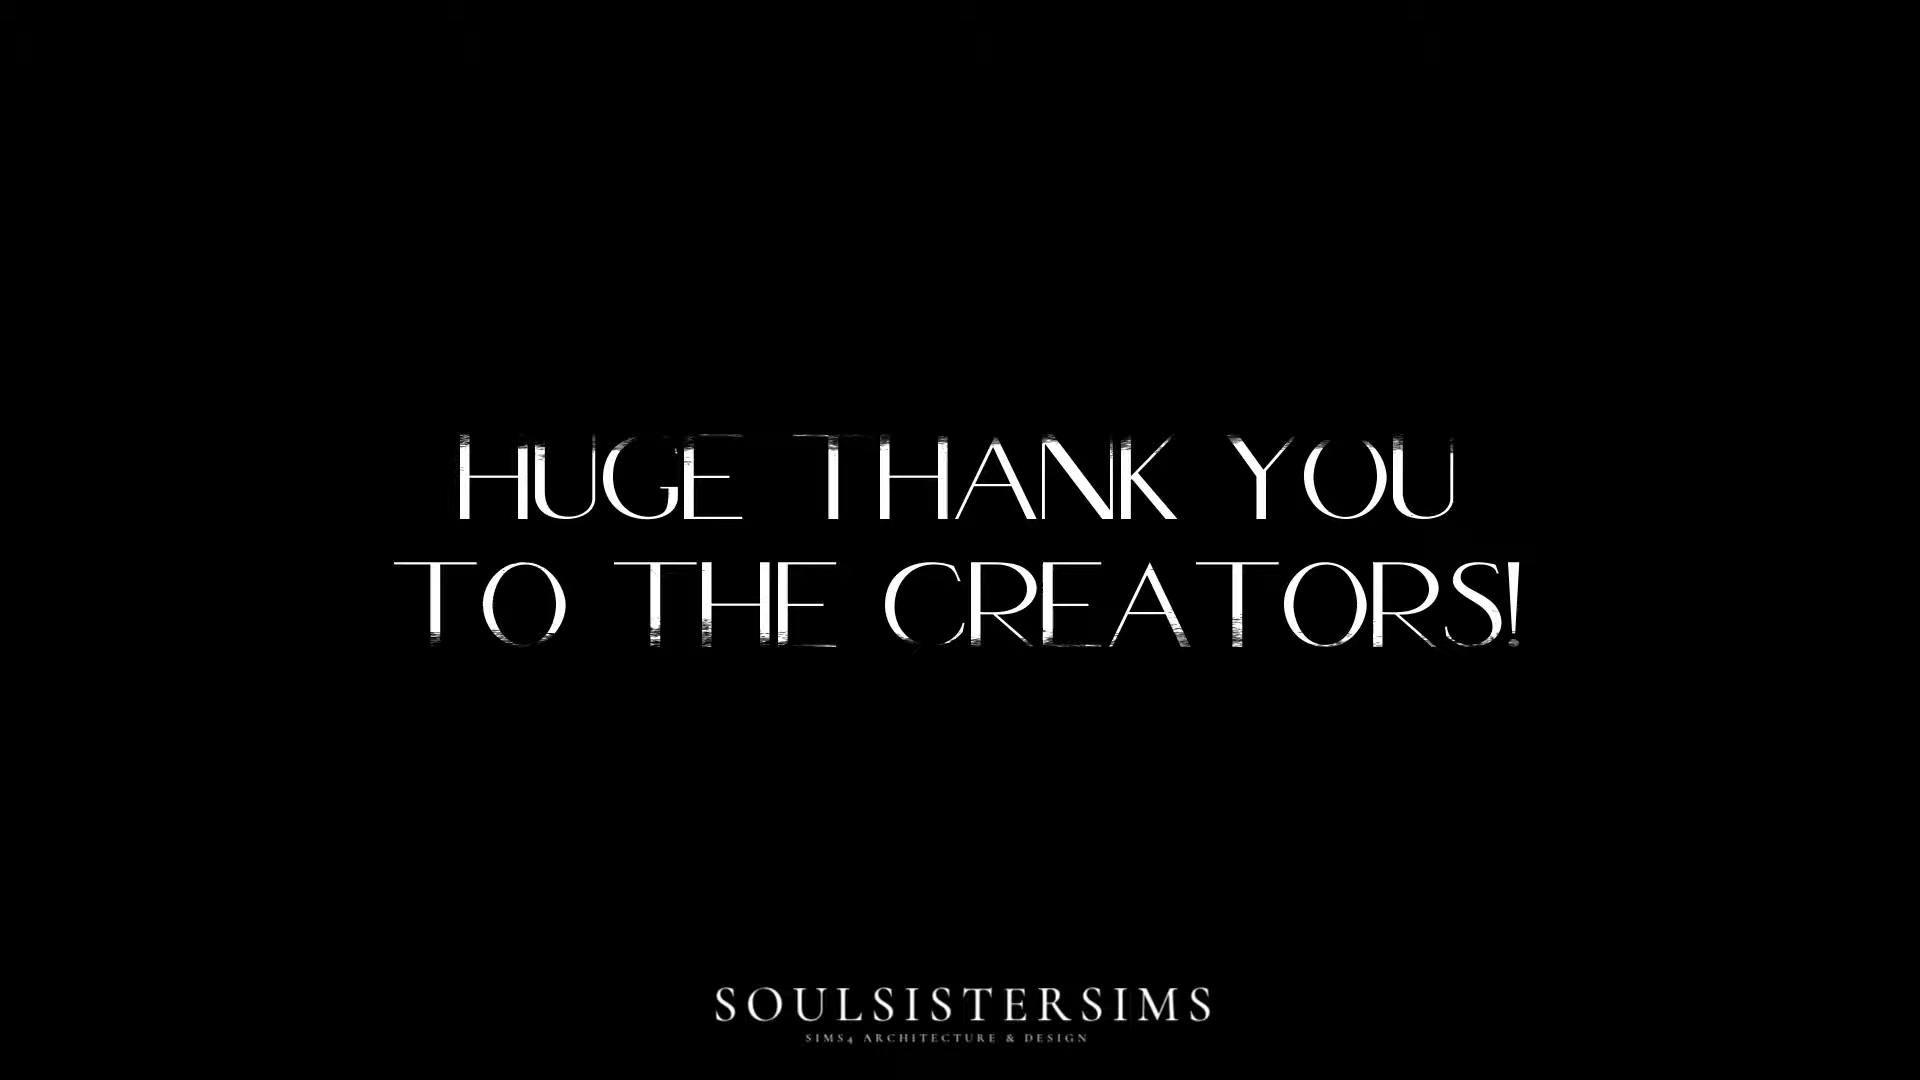 HUGE THANK YOU
TO THE CREATORS!
SOULSISTERSIMS
SIMS4 ARCHITECTURE & DESIGN